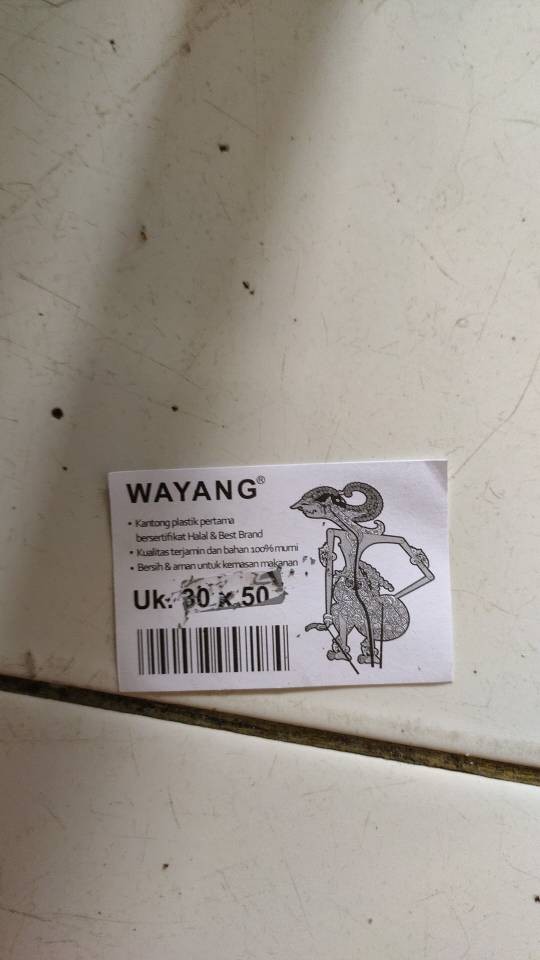 WAYANG®
• Kantong plastik pertama
bersertifikat Halal & Best Brand
• Kualitas terjamin dan bahan 100% murni
• Bersih & aman untuk kemasan makanan
Uk. 30 x 50